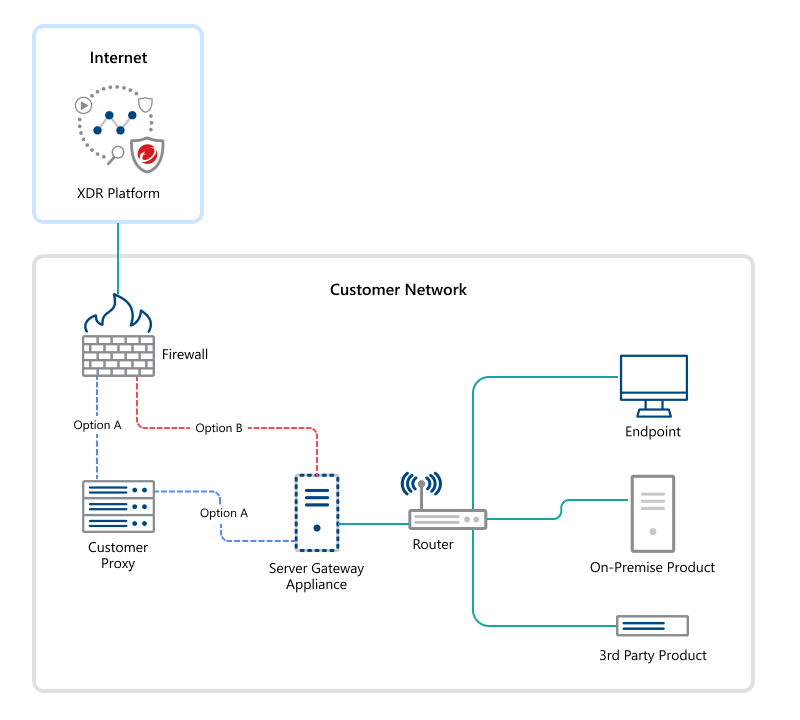 Internet
XDR Platform
Customer Network
Firewall
Option A
Option B
Endpoint
Option A
Customer
Proxy
Server Gateway
Appliance
Router
On-Premise Product
3rd Party Product